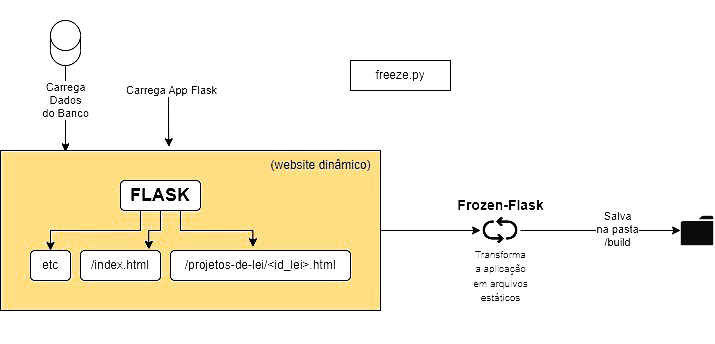 freeze.py
Carrega
Dados
do Banco
Carrega App Flask
(website dinâmico)
FLASK
etc
/index.html
/projetos-de-lei/<id_lei>.html
Frozen-Flask
Transforma
a aplicação
em arquivos
estáticos
Salva
na pasta
/build